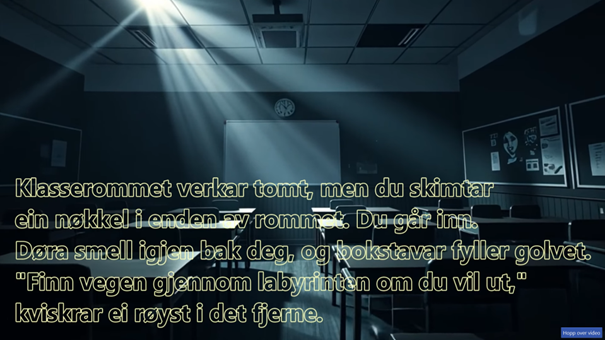 Klasserommet verkar tomt, men du skimtar
ein nøkkel i enden av rommet. Du går inn.
Døra smell igjen bak deg, og bokstavar fyller golvet.
"Finn vegen gjennom labyrinten om du vil ut,"
kviskrar ei røyst i det fjerne.
Hopp over video